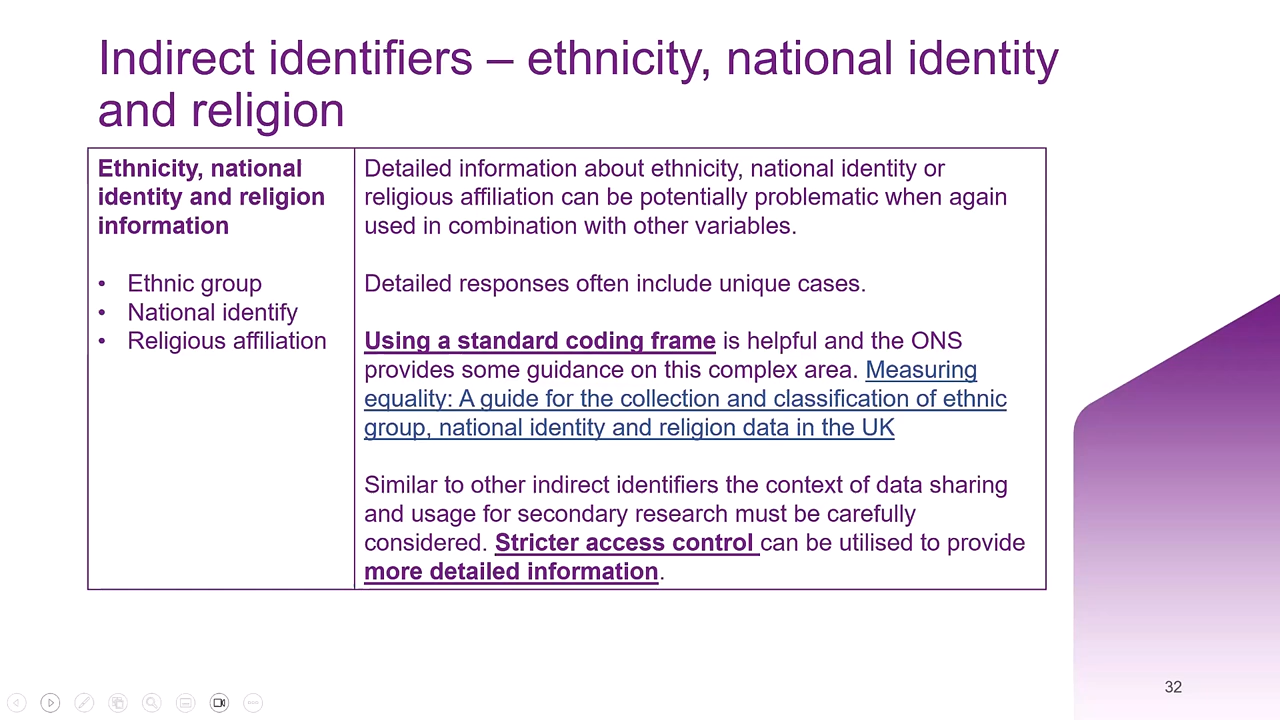 Indirect identifiers – ethnicity, national identity
and religion
Ethnicity, national
identity and religion
information
• Ethnic group
• National identify
• Religious affiliation
Detailed information about ethnicity, national identity or
religious affiliation can be potentially problematic when again
used in combination with other variables.
Detailed responses often include unique cases.
Using a standard coding frame is helpful and the ONS
provides some guidance on this complex area. Measuring
equality: A guide for the collection and classification of ethnic
group, national identity and religion data in the UK
Similar to other indirect identifiers the context of data sharing
and usage for secondary research must be carefully
considered. Stricter access control can be utilised to provide
more detailed information.
32